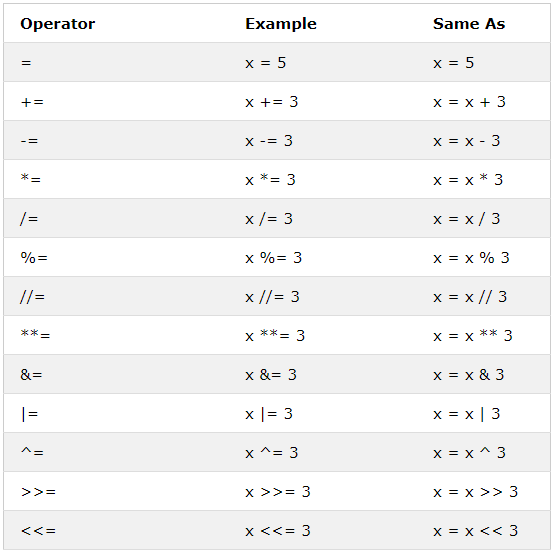 Operator Example Same As
= x = 5 x = 5
+= x += 3 x = x + 3
-= x -= 3 x = x - 3
*= x *= 3 x = x * 3
/= x /= 3 x = x / 3
%= x %= 3 x = x % 3
//= x //= 3 x = x // 3
**= x **= 3 x = x ** 3
&= x &= 3 x = x & 3
|= x |= 3 x = x | 3
^= x ^= 3 x = x ^ 3
>>= x >>= 3 x = x >> 3
<<= x <<= 3 x = x << 3